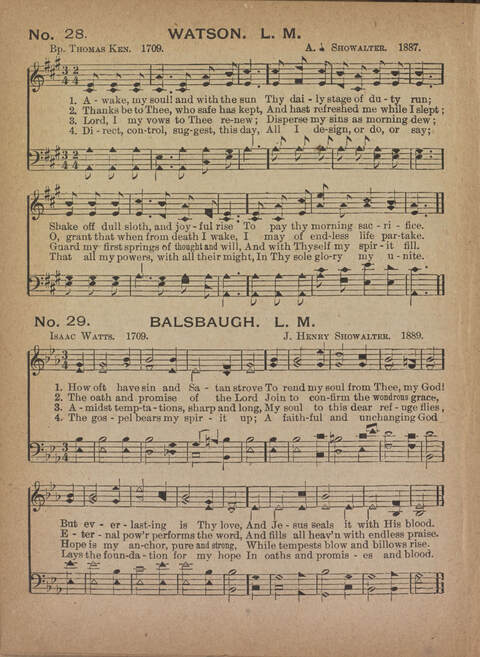 No. 28. WATSON. L. M.
Bp. Thomas Ken. 1709. A. J. Showalter. 1887.
1. A - wake, my soul! and with the sun Thy dai - ly stage of du - ty run;
2. Thanks be to Thee, who safe has kept, And hast refreshed me while I slept;
3. Lord, I my vows to Thee re - new; Disperse my sins as morning dew;
4. Di - rect, con - trol, sug - gest, this day, All I de - sign, or do, or say;
Shake off dull sloth, and joy - ful rise To pay thy morning sac - ri - fice.
O, grant that when from death I wake, I may of end - less life par - take.
Guard my first springs of thought and will, And with Thyself my spir - it fill.
That all my powers, with all their might, In Thy sole glo - ry my u - nite.
No. 29. BALSBAUGH. L. M.
Isaac Watts. 1709. J. Henry Showalter. 1889.
1. How oft have sin and Sa - tan strove To rend my soul from Thee, my God!
2. The oath and promise of the Lord Join to con - firm the wondrous grace,
3. A - midst temp - ta - tions, sharp and long, My soul to this dear ref - uge flies,
4. The gos - pel bears my spir - it up; A faith - ful and unchanging God
But ev - er - last - ing is Thy love, And Je - sus seals it with His blood.
E - ter - nal pow'r performs the word, And fills all heav'n with endless praise.
Hope is my an - chor, pure and strong, While tempests blow and billows rise.
Lays the foun - da - tion for my hope In oaths and prom - is - es and blood.